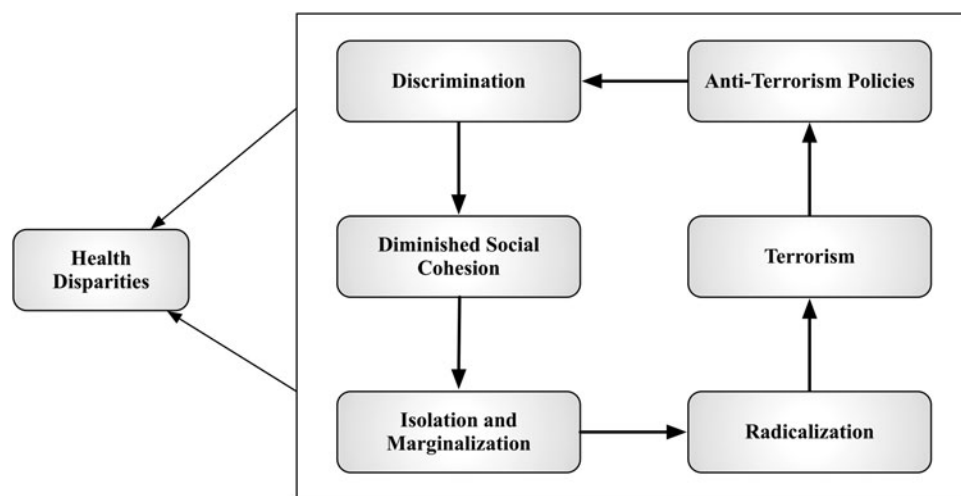 Discrimination
Anti-Terrorism Policies
Health
Disparities
Diminished Social
Cohesion
Terrorism
Isolation and
Marginalization
Radicalization